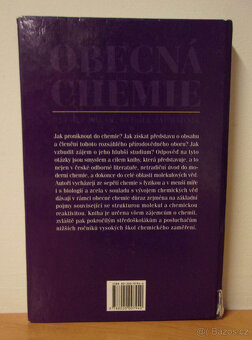 OBECNÁ
CHEMIE
Jak proniknout do chemie? Jak získat představu o obsahu
a členění tohoto rozsáhlého přírodovědného oboru? Jak
vzbudit zájem o jeho hlubší studium? Odpověď na tyto
otázky jsou smyslem a cílem knihy, která představuje, a to
nejen v české odborné literatuře, netradiční úvod do mo-
derní chemie, a dokonce do celé oblasti molekulových věd.
Autoři vycházejí ze sepětí chemie s fyzikou a v menší míře
i s biologií a zcela v souladu s vývojem chemických věd
dávají v rámci obecné chemie důraz zejména na základní
pojmy související se strukturou molekul a chemickou
reaktivitou. Kniha je určena všem zájemcům o chemii,
zvláště pak pokročilým středoškolákům a posluchačům
nižších ročníků vysokých škol chemického zaměření.